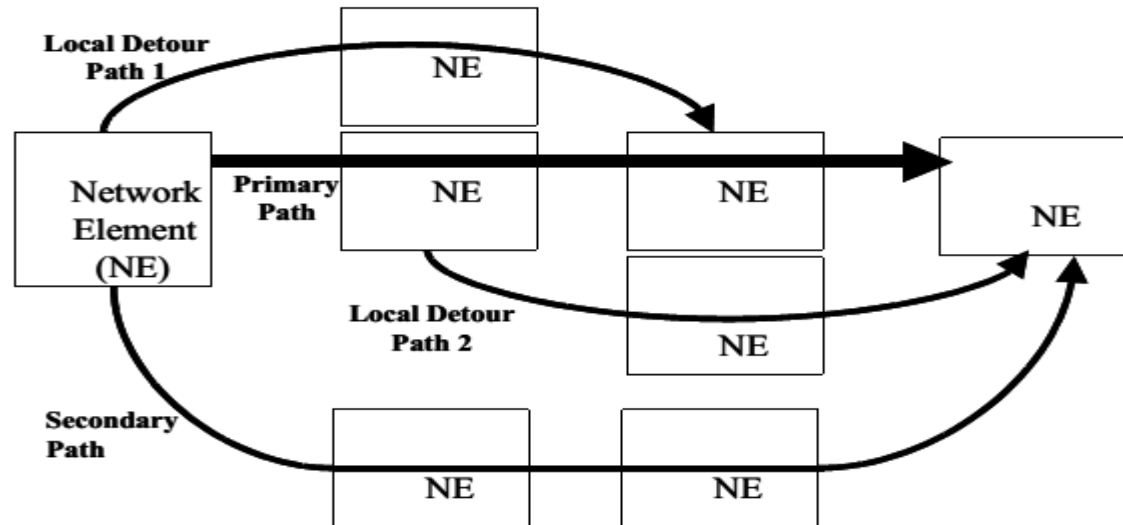 Local Detour
Path 1
NE
Network
Element
(NE)
Primary
Path
NE
NE
NE
Local Detour
Path 2
NE
Secondary
Path
NE
NE